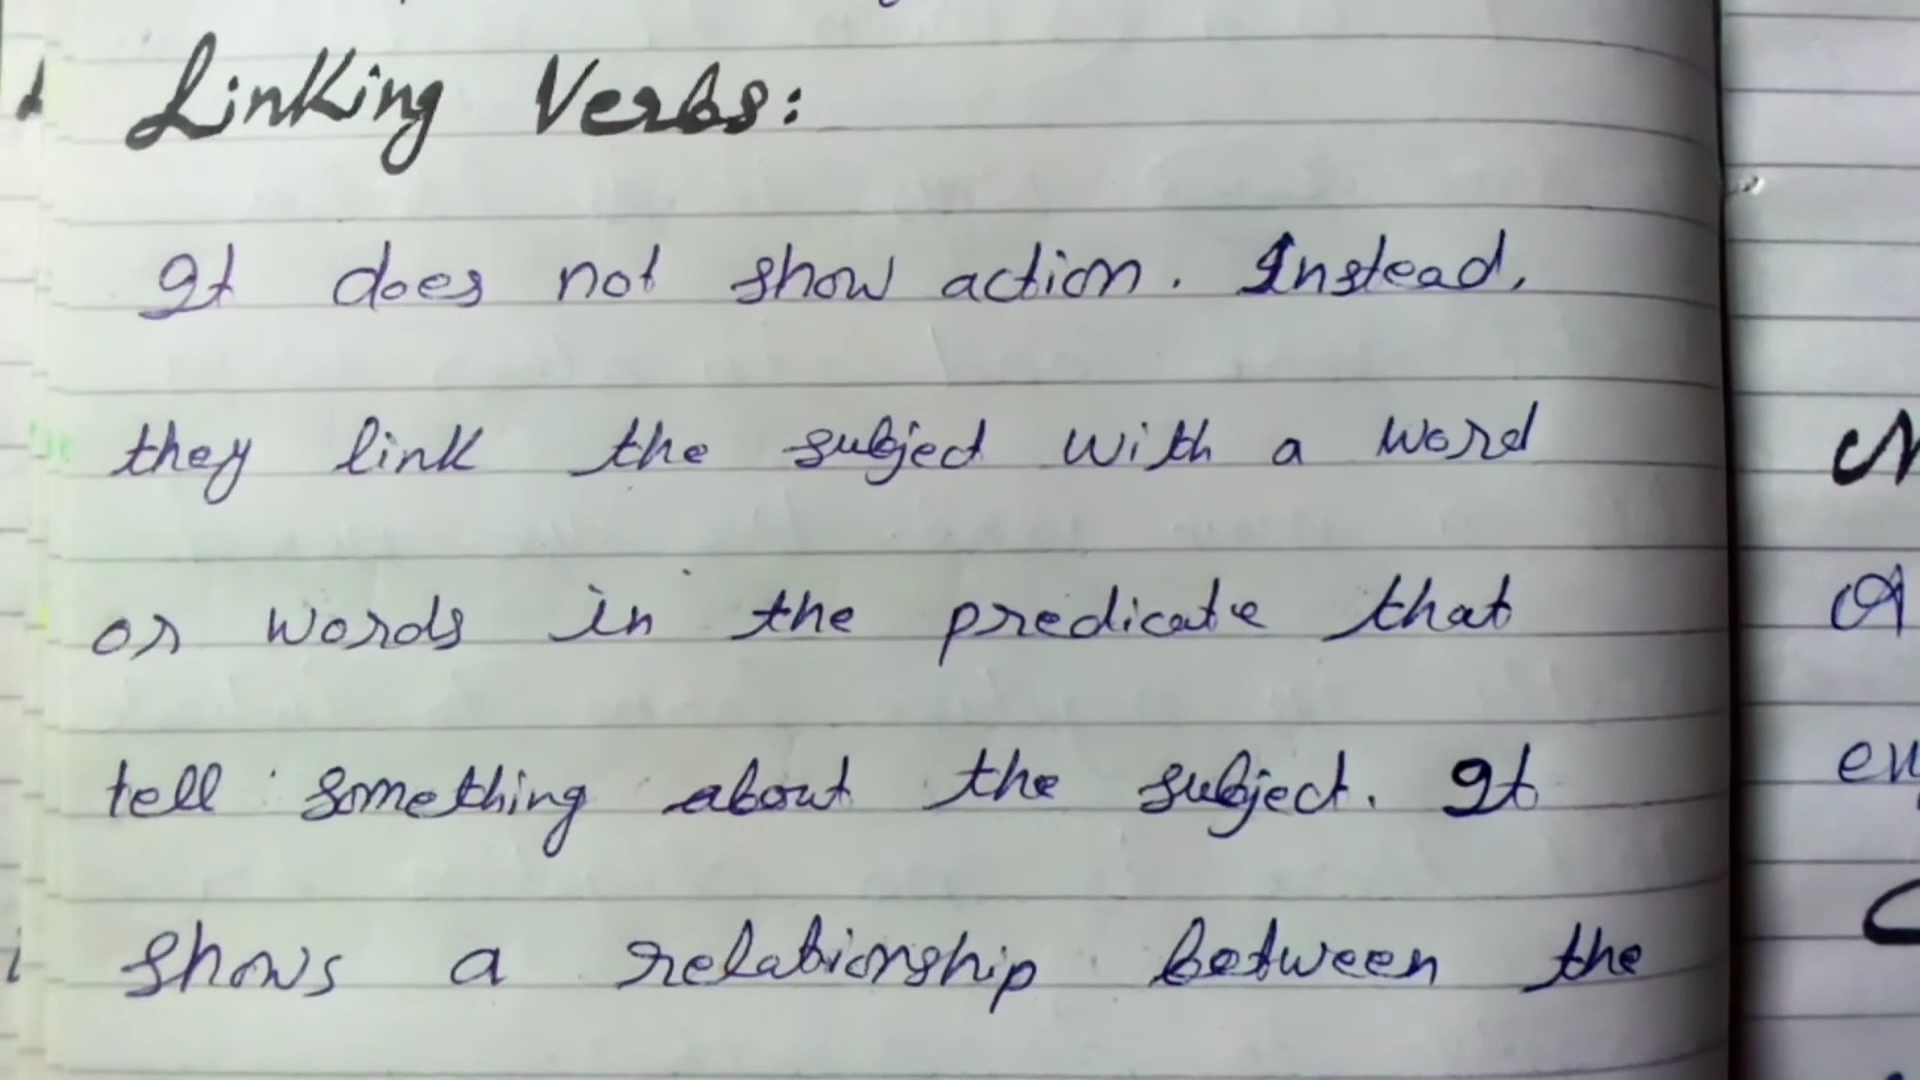 Linking Verbs:
It does not show action. Instead,
they link the subject with a word
or words in the predicate that
tell something about the subject. It
shows a relationship between the